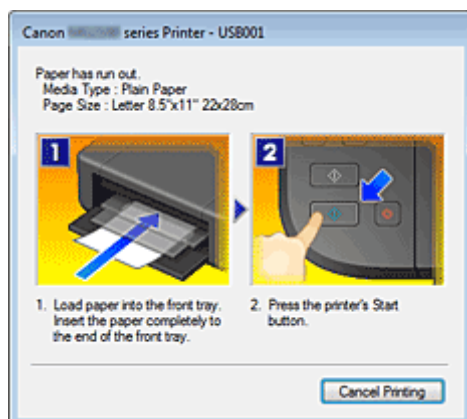 Canon series Printer - USB001
Paper has run out.
Media Type : Plain Paper
Page Size : Letter 8.5"x11" 22x28cm
1
2
1. Load paper into the front tray.
Insert the paper completely to
the end of the front tray.
2. Press the printer's Start
button.
Cancel Printing